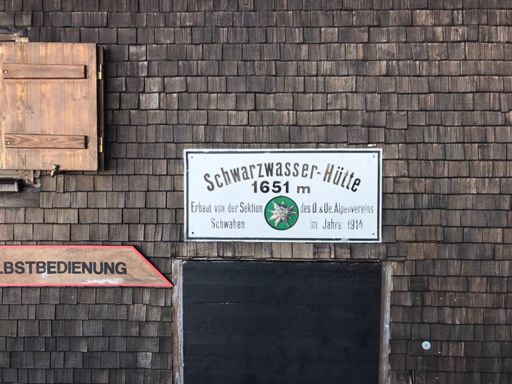 Schwarzwasser-Hütte
1651 m
Erbaut von der Sektion des D. & Oe. Alpenvereins
Schwaben im Jahre 1914
LBSTBEDIENUNG